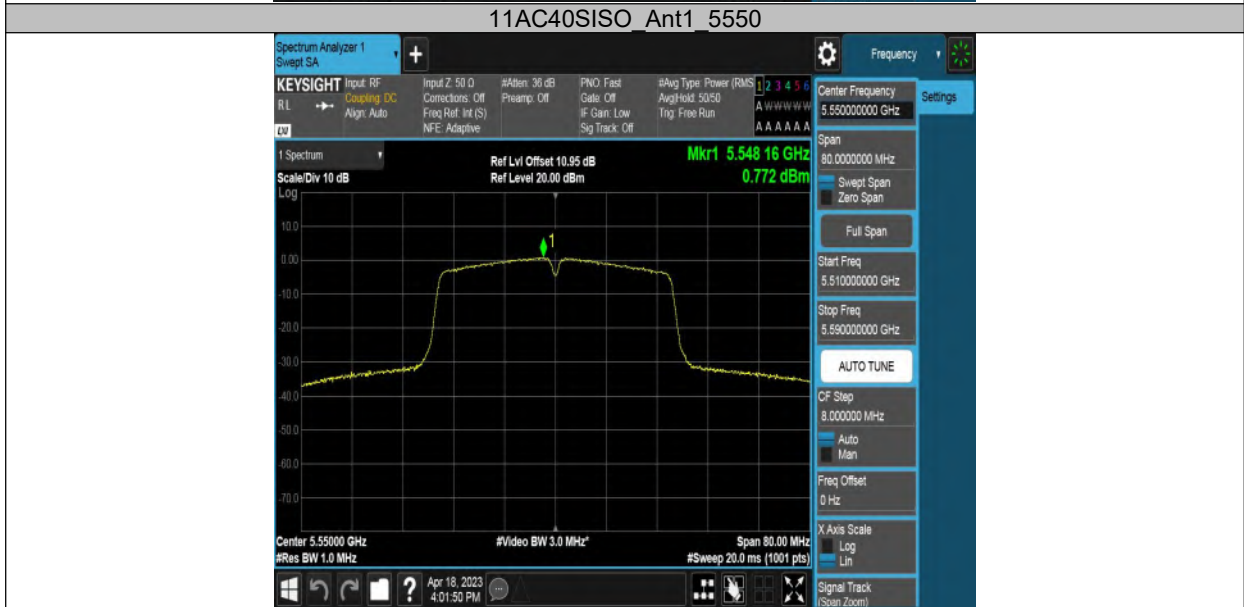 11AC40SISO_Ant1_5550
Spectrum Analyzer 1
Swept SA
Frequency
KEYSIGHT
Input: RF
Coupling: DC
Align: Auto
Input Z: 50 Ω
Corrections: Off
Freq Ref: Int (S)
NFE: Adaptive
#Atten: 36 dB
Preamp: Off
PNO: Fast
Gate: Off
IF Gain: Low
Sig Track: Off
#Avg Type: Power (RMS
Avg|Hold: 50/50
Trig: Free Run
1 2 3 4 5 6
A W W W W W
A A A A A A
R L
LXI
1 Spectrum
Scale/Div 10 dB
Log
Ref Lvl Offset 10.95 dB
Ref Level 20.00 dBm
Mkr1 5.548 16 GHz
0.772 dBm
1
10.0
0.00
-10.0
-20.0
-30.0
-40.0
-50.0
-60.0
-70.0
Center 5.55000 GHz
#Res BW 1.0 MHz
#Video BW 3.0 MHz*
Span 80.00 MHz
#Sweep 20.0 ms (1001 pts)
?
Apr 18, 2023
4:01:50 PM
Center Frequency
5.550000000 GHz
Settings
Span
80.0000000 MHz
Swept Span
Zero Span
Full Span
Start Freq
5.510000000 GHz
Stop Freq
5.590000000 GHz
AUTO TUNE
CF Step
8.000000 MHz
Auto
Man
Freq Offset
0 Hz
X Axis Scale
Log
Lin
Signal Track
(Span Zoom)